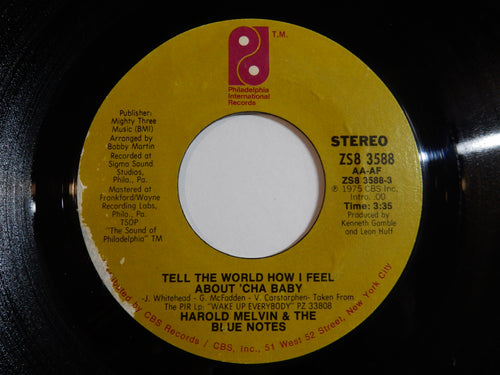 T.M.
Philadelphia
International
Records
Publisher:
Mighty Three
Music (BMI)
Arranged by
Bobby Martin
Recorded at
Sigma Sound
Studios,
Phila., Pa.
Mastered at
Frankford/Wayne
Recording Labs,
Phila., Pa.
TSOP
"The Sound of
Philadelphia" TM
STEREO
ZS8 3588
AA-AF
ZS8 3588-3
Ⓟ 1975 CBS Inc.
Intro: :00
Time: 3:35
Produced by
Kenneth Gamble
and Leon Huff
TELL THE WORLD HOW I FEEL
ABOUT 'CHA BABY
-J. Whitehead - G. McFadden - V. Carstarphen- Taken From
The PIR Lp: "WAKE UP EVERYBODY" PZ 33808
HAROLD MELVIN & THE
BLUE NOTES
by CBS Records / CBS, Inc., 51 West 52 Street, New York City